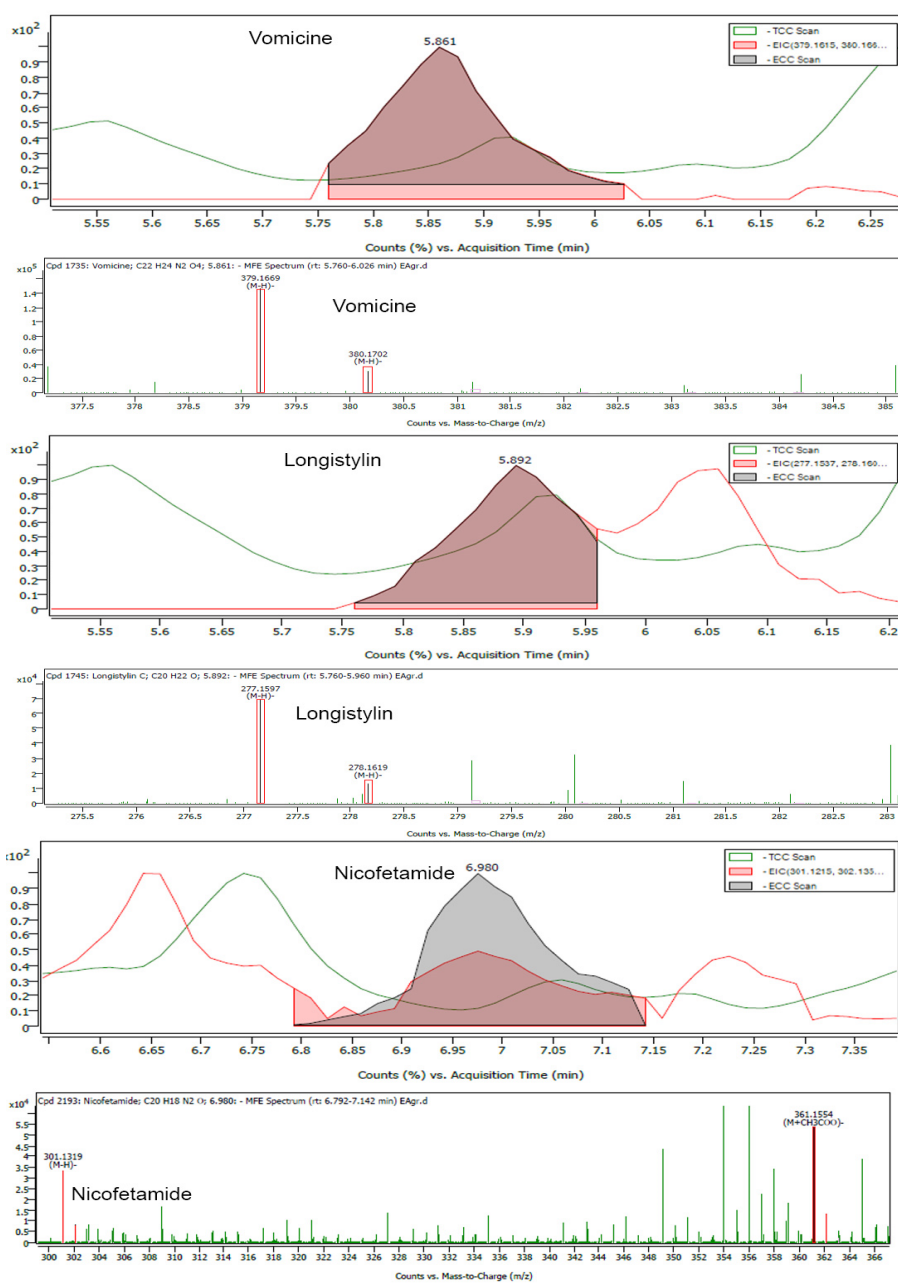 x10²
Vomicine
5.861
- TCC Scan
- EIC(379.1615, 380.166...
- ECC Scan
0.9
0.8
0.7
0.6
0.5
0.4
0.3
0.2
0.1
0
5.55 5.6 5.65 5.7 5.75 5.8 5.85 5.9 5.95 6 6.05 6.1 6.15 6.2 6.25
Counts (%) vs. Acquisition Time (min)
x10⁵
Cpd 1735: Vomicine; C22 H24 N2 O4; 5.861: - MFE Spectrum (rt: 5.760-6.026 min) EAgr.d
379.1669
(M-H)-
Vomicine
380.1702
(M-H)-
1.4
1.2
1
0.8
0.6
0.4
0.2
0
377.5 378 378.5 379 379.5 380 380.5 381 381.5 382 382.5 383 383.5 384 384.5 385
Counts vs. Mass-to-Charge (m/z)
x10²
Longistylin
5.892
- TCC Scan
- EIC(277.1537, 278.160...
- ECC Scan
1
0.9
0.8
0.7
0.6
0.5
0.4
0.3
0.2
0.1
0
5.55 5.6 5.65 5.7 5.75 5.8 5.85 5.9 5.95 6 6.05 6.1 6.15 6.2
Counts (%) vs. Acquisition Time (min)
x10⁴
Cpd 1745: Longistylin C; C20 H22 O; 5.892: - MFE Spectrum (rt: 5.760-5.960 min) EAgr.d
277.1597
(M-H)-
Longistylin
278.1619
(M-H)-
7
6
5
4
3
2
1
0
275.5 276 276.5 277 277.5 278 278.5 279 279.5 280 280.5 281 281.5 282 282.5 283
Counts vs. Mass-to-Charge (m/z)
x10²
Nicofetamide
6.980
- TCC Scan
- EIC(301.1215, 302.135...
- ECC Scan
0.9
0.8
0.7
0.6
0.5
0.4
0.3
0.2
0.1
0
6.6 6.65 6.7 6.75 6.8 6.85 6.9 6.95 7 7.05 7.1 7.15 7.2 7.25 7.3 7.35
Counts (%) vs. Acquisition Time (min)
x10⁴
Cpd 2193: Nicofetamide; C20 H18 N2 O; 6.980: - MFE Spectrum (rt: 6.792-7.142 min) EAgr.d
361.1554
(M+CH3COO)-
301.1319
(M-H)-
Nicofetamide
5.5
5
4.5
4
3.5
3
2.5
2
1.5
1
0.5
0
300 302 304 306 308 310 312 314 316 318 320 322 324 326 328 330 332 334 336 338 340 342 344 346 348 350 352 354 356 358 360 362 364 366
Counts vs. Mass-to-Charge (m/z)